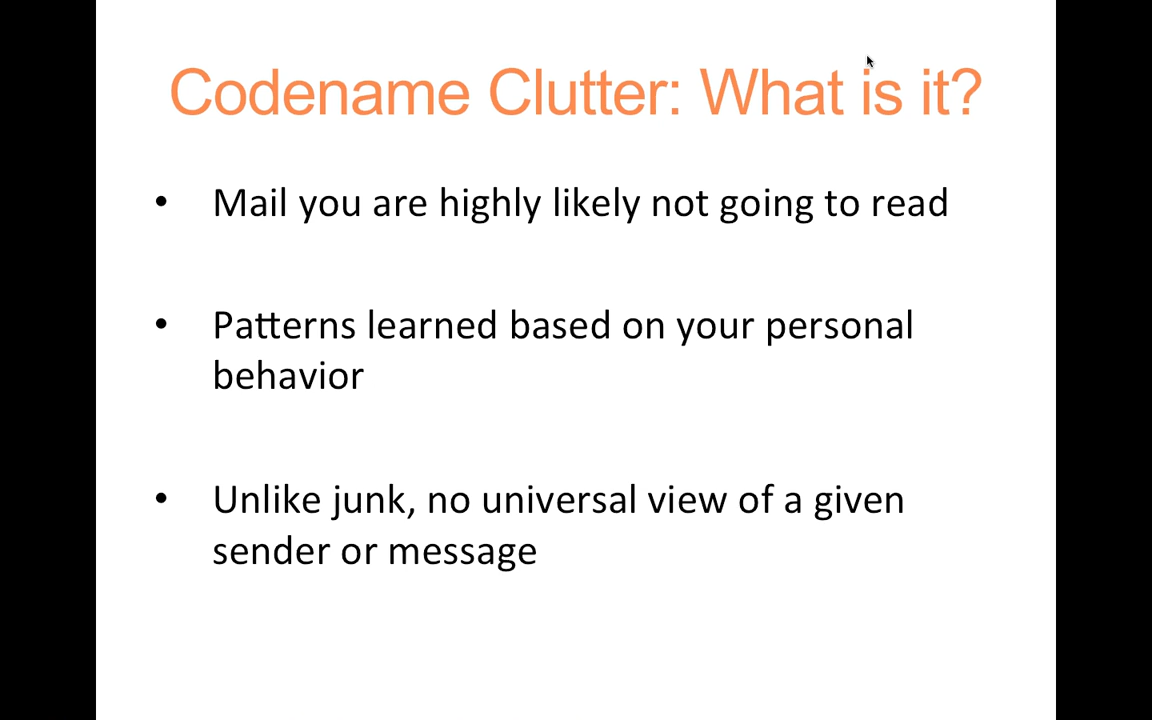 Codename Clutter: What is it?
• Mail you are highly likely not going to read
• Patterns learned based on your personal
behavior
• Unlike junk, no universal view of a given
sender or message